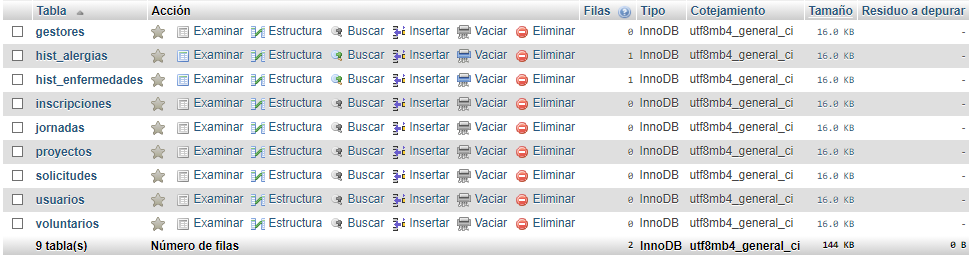 Tabla Acción Filas Tipo Cotejamiento Tamaño Residuo a depurar
gestores Examinar Estructura Buscar Insertar Vaciar Eliminar 0 InnoDB utf8mb4_general_ci 16.0 KB -
hist_alergias Examinar Estructura Buscar Insertar Vaciar Eliminar 1 InnoDB utf8mb4_general_ci 16.0 KB -
hist_enfermedades Examinar Estructura Buscar Insertar Vaciar Eliminar 1 InnoDB utf8mb4_general_ci 16.0 KB -
inscripciones Examinar Estructura Buscar Insertar Vaciar Eliminar 0 InnoDB utf8mb4_general_ci 16.0 KB -
jornadas Examinar Estructura Buscar Insertar Vaciar Eliminar 0 InnoDB utf8mb4_general_ci 16.0 KB -
proyectos Examinar Estructura Buscar Insertar Vaciar Eliminar 0 InnoDB utf8mb4_general_ci 16.0 KB -
solicitudes Examinar Estructura Buscar Insertar Vaciar Eliminar 0 InnoDB utf8mb4_general_ci 16.0 KB -
usuarios Examinar Estructura Buscar Insertar Vaciar Eliminar 0 InnoDB utf8mb4_general_ci 16.0 KB -
voluntarios Examinar Estructura Buscar Insertar Vaciar Eliminar 0 InnoDB utf8mb4_general_ci 16.0 KB -
9 tabla(s) Número de filas 2 InnoDB utf8mb4_general_ci 144 KB 0 B